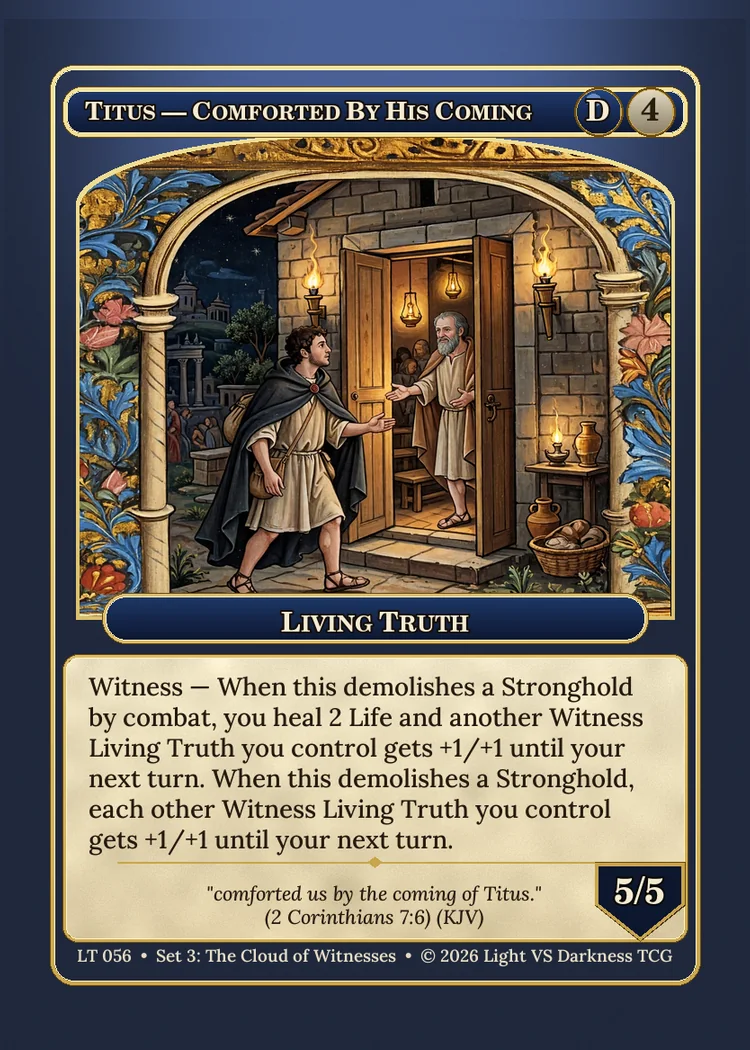 Titus — Comforted By His Coming D 4
Living Truth
Witness — When this demolishes a Stronghold
by combat, you heal 2 Life and another Witness
Living Truth you control gets +1/+1 until your
next turn. When this demolishes a Stronghold,
each other Witness Living Truth you control
gets +1/+1 until your next turn.
"comforted us by the coming of Titus."
(2 Corinthians 7:6) (KJV)
5/5
LT 056 • Set 3: The Cloud of Witnesses • © 2026 Light VS Darkness TCG